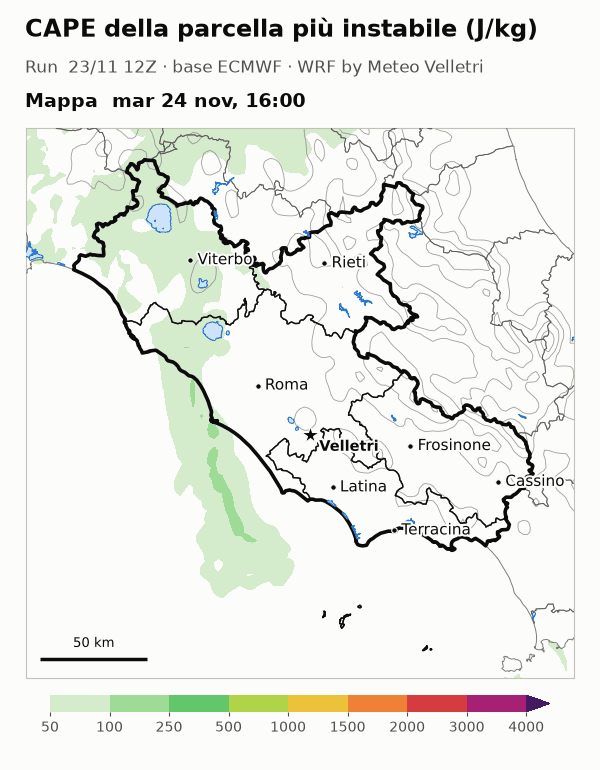 CAPE della parcella più instabile (J/kg)
Run  23/11 12Z · base ECMWF · WRF by Meteo Velletri
Mappa  mar 24 nov, 16:00
Viterbo
Rieti
Roma
Velletri
Frosinone
Cassino
Latina
Terracina
50 km
50 100 250 500 1000 1500 2000 3000 4000